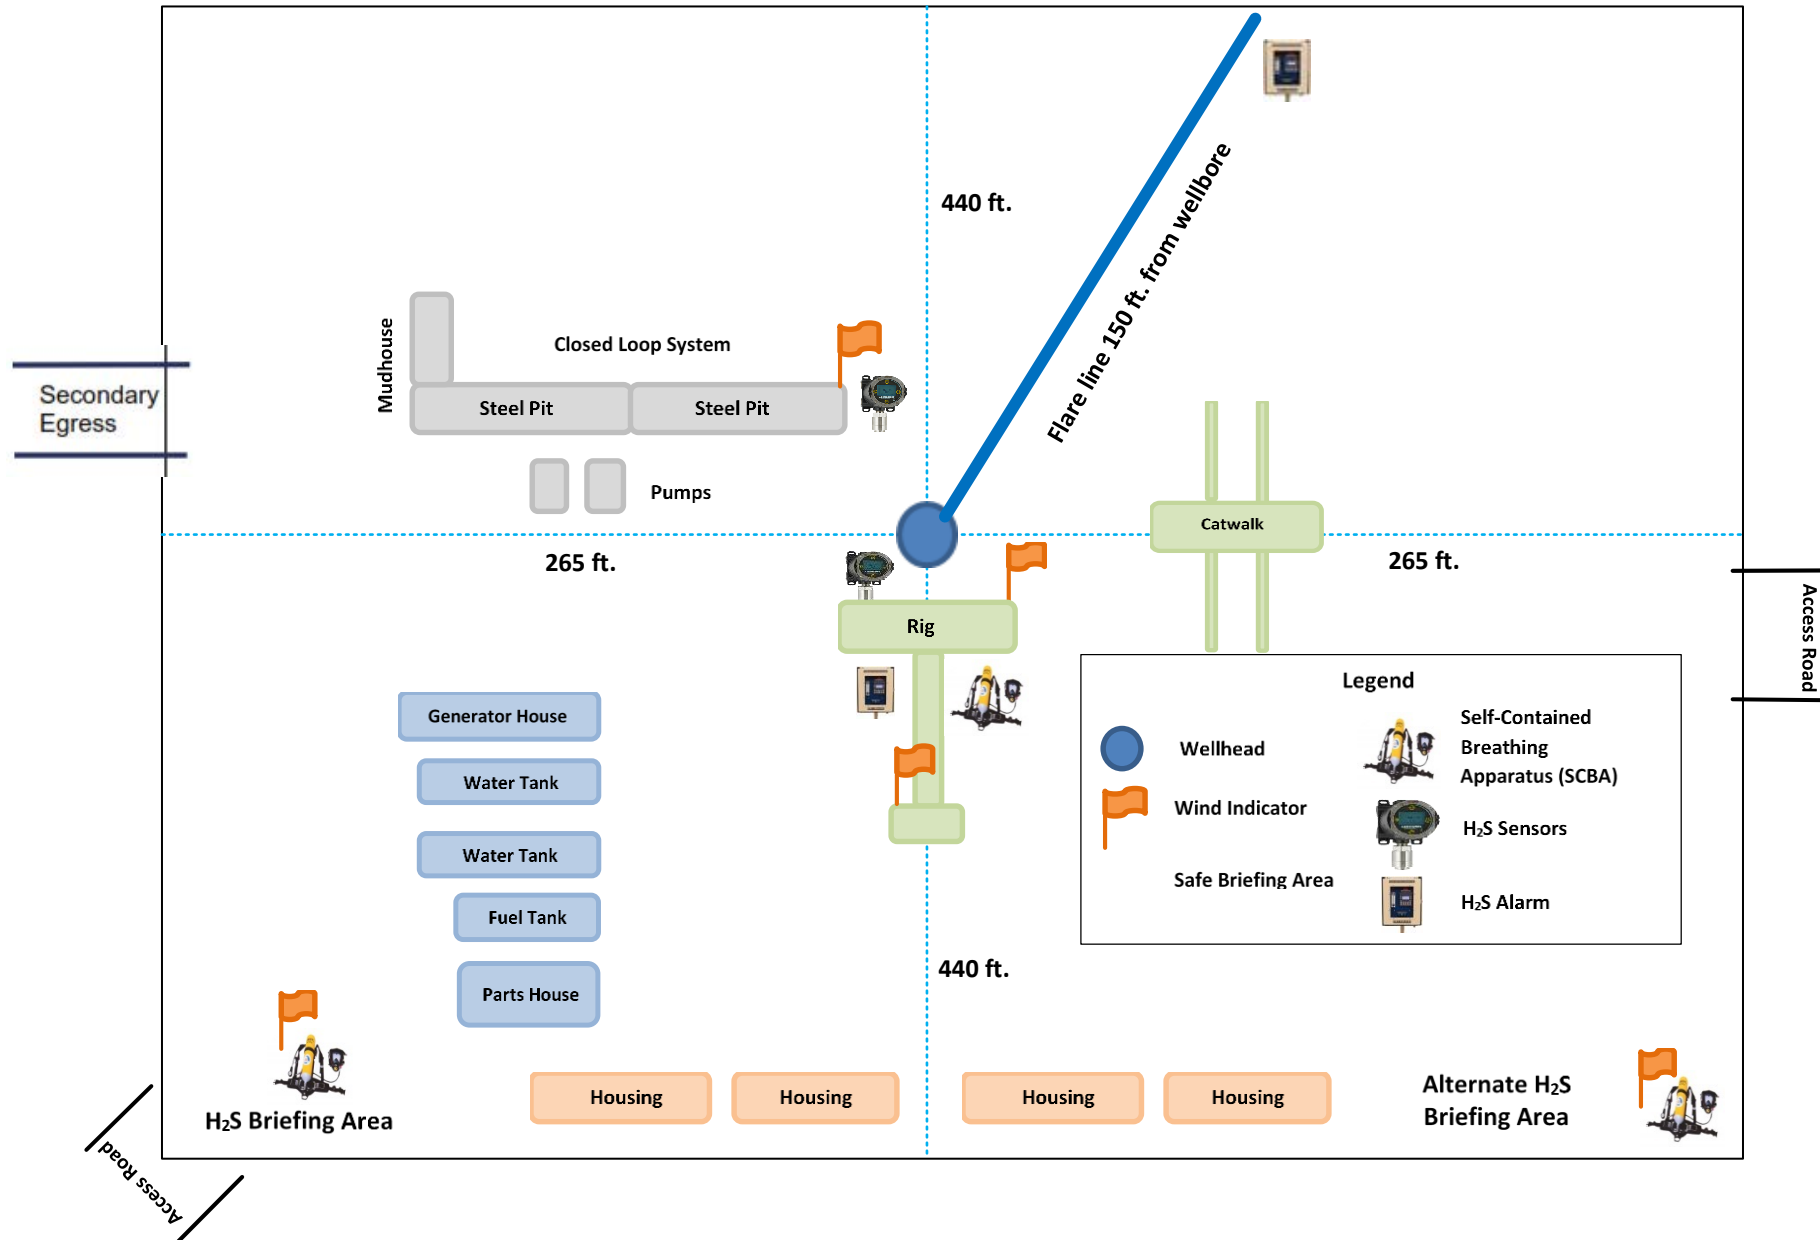 440 ft.
Flare line 150 ft. from wellbore
Mudhouse
Closed Loop System
Secondary
Egress
Steel Pit
Steel Pit
Pumps
Catwalk
265 ft.
265 ft.
Access Road
Rig
Generator House
Water Tank
Water Tank
Fuel Tank
Parts House
Legend
Wellhead
Wind Indicator
Safe Briefing Area
Self-Contained
Breathing
Apparatus (SCBA)
H₂S Sensors
H₂S Alarm
440 ft.
H₂S Briefing Area
Housing
Housing
Housing
Housing
Alternate H₂S
Briefing Area
Access Road